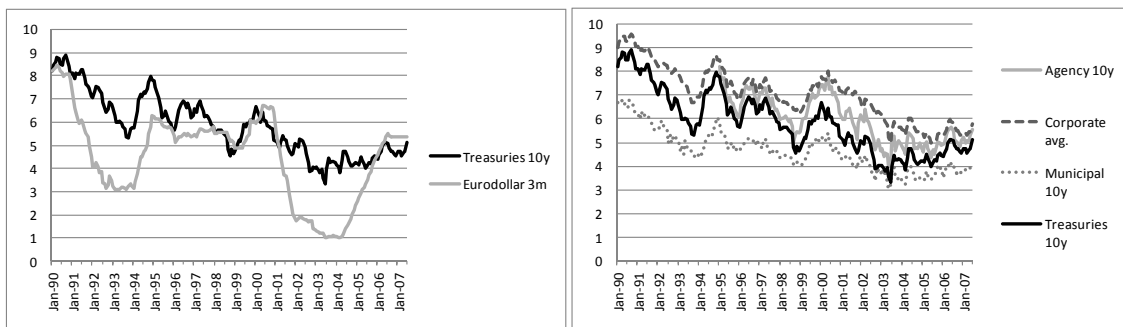 10
9
8
7
6
5
4
3
2
1
0
Jan-90
Jan-91
Jan-92
Jan-93
Jan-94
Jan-95
Jan-96
Jan-97
Jan-98
Jan-99
Jan-00
Jan-01
Jan-02
Jan-03
Jan-04
Jan-05
Jan-06
Jan-07
Treasuries 10y
Eurodollar 3m
10
9
8
7
6
5
4
3
2
1
0
Jan-90
Jan-91
Jan-92
Jan-93
Jan-94
Jan-95
Jan-96
Jan-97
Jan-98
Jan-99
Jan-00
Jan-01
Jan-02
Jan-03
Jan-04
Jan-05
Jan-06
Jan-07
Agency 10y
Corporate
avg.
Municipal
10y
Treasuries
10y